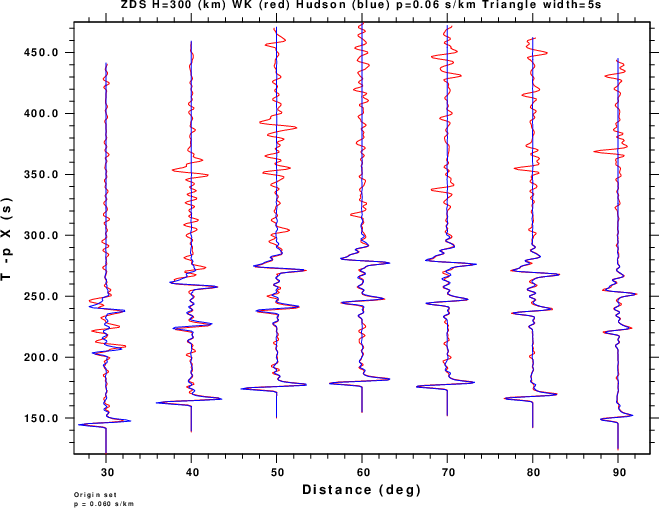 ZDS H=300 (km) WK (red) Hudson (blue) p=0.06 s/km Triangle width=5s
450.0
400.0
350.0
300.0
250.0
200.0
150.0
T -p X (s)
30 40 50 60 70 80 90
Distance (deg)
Origin set
p = 0.060 s/km